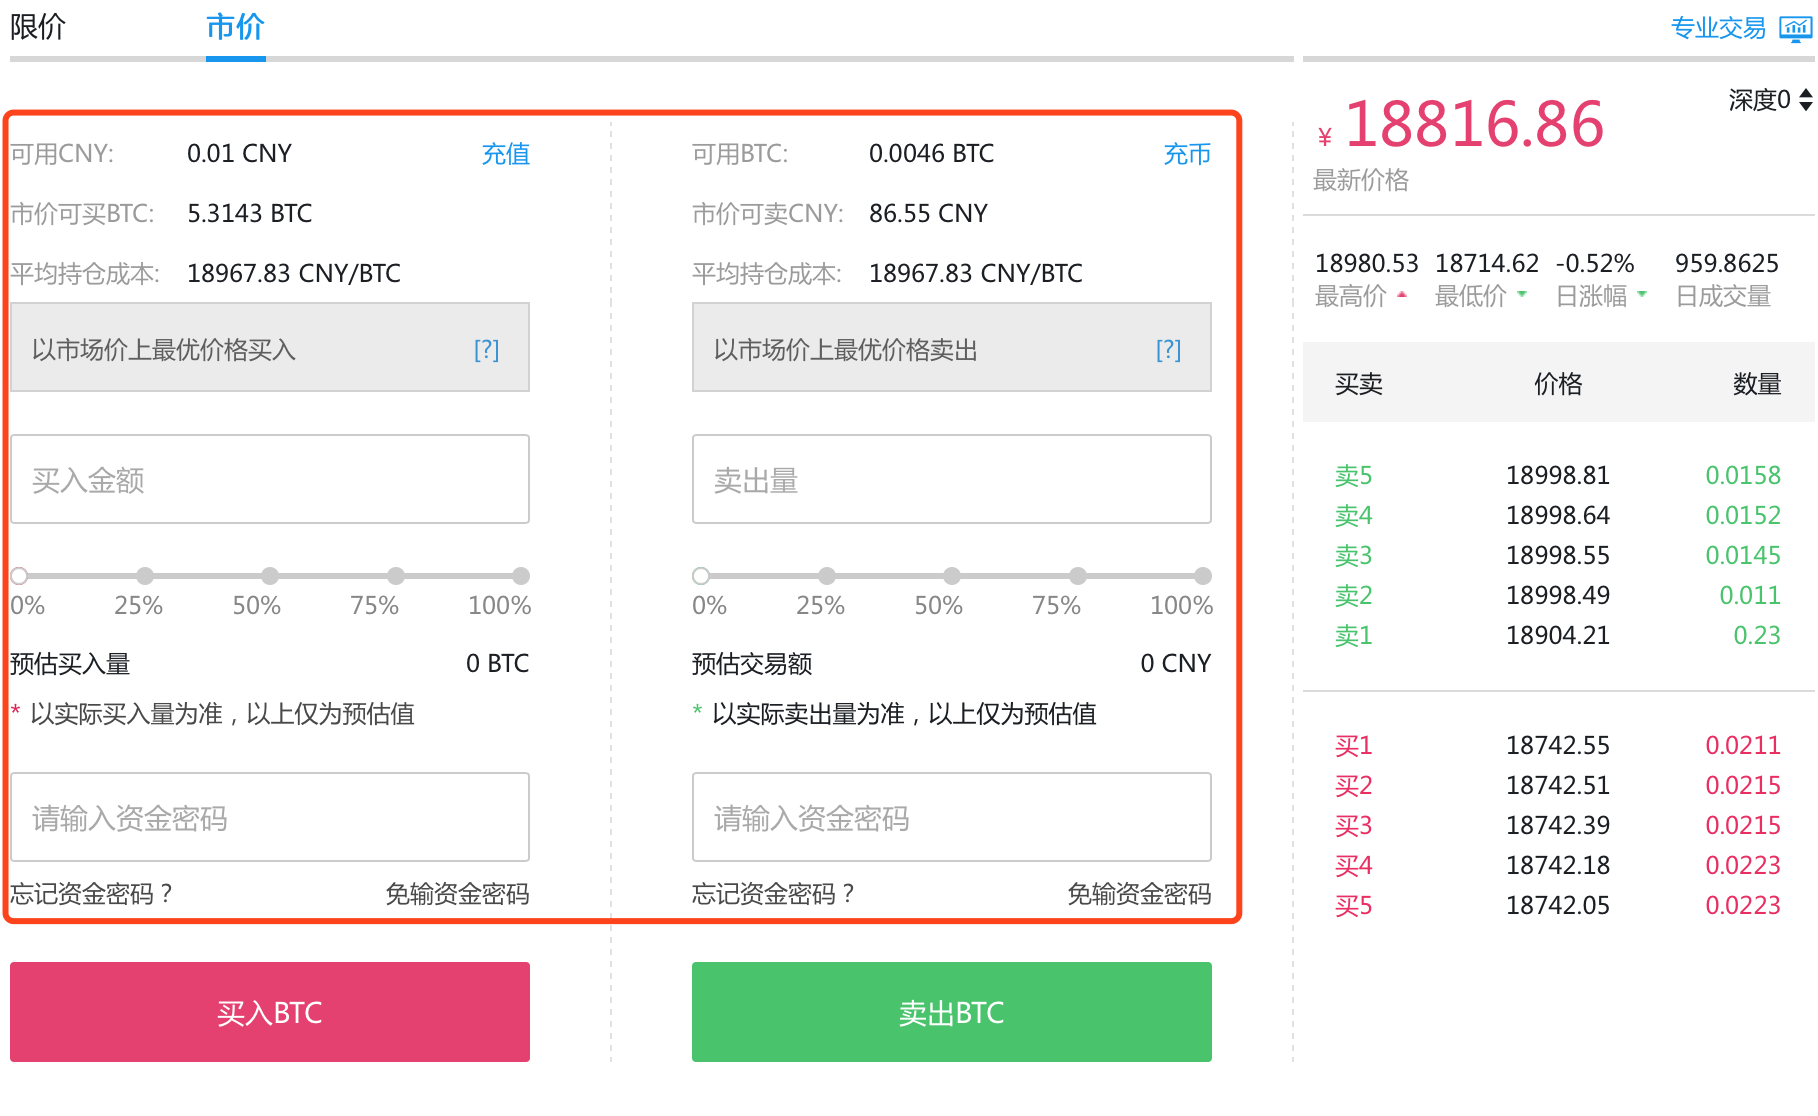 限价 市价
专业交易
可用CNY: 0.01 CNY 充值
市价可买BTC: 5.3143 BTC
平均持仓成本: 18967.83 CNY/BTC
以市场价上最优价格买入 [?]
买入金额
0% 25% 50% 75% 100%
预估买入量 0 BTC
* 以实际买入量为准，以上仅为预估值
请输入资金密码
忘记资金密码？ 免输资金密码
买入BTC
可用BTC: 0.0046 BTC 充币
市价可卖CNY: 86.55 CNY
平均持仓成本: 18967.83 CNY/BTC
以市场价上最优价格卖出 [?]
卖出量
0% 25% 50% 75% 100%
预估交易额 0 CNY
* 以实际卖出量为准，以上仅为预估值
请输入资金密码
忘记资金密码？ 免输资金密码
卖出BTC
深度0
¥ 18816.86
最新价格
18980.53 18714.62 -0.52% 959.8625
最高价 最低价 日涨幅 日成交量
买卖 价格 数量
卖5 18998.81 0.0158
卖4 18998.64 0.0152
卖3 18998.55 0.0145
卖2 18998.49 0.011
卖1 18904.21 0.23
买1 18742.55 0.0211
买2 18742.51 0.0215
买3 18742.39 0.0215
买4 18742.18 0.0223
买5 18742.05 0.0223